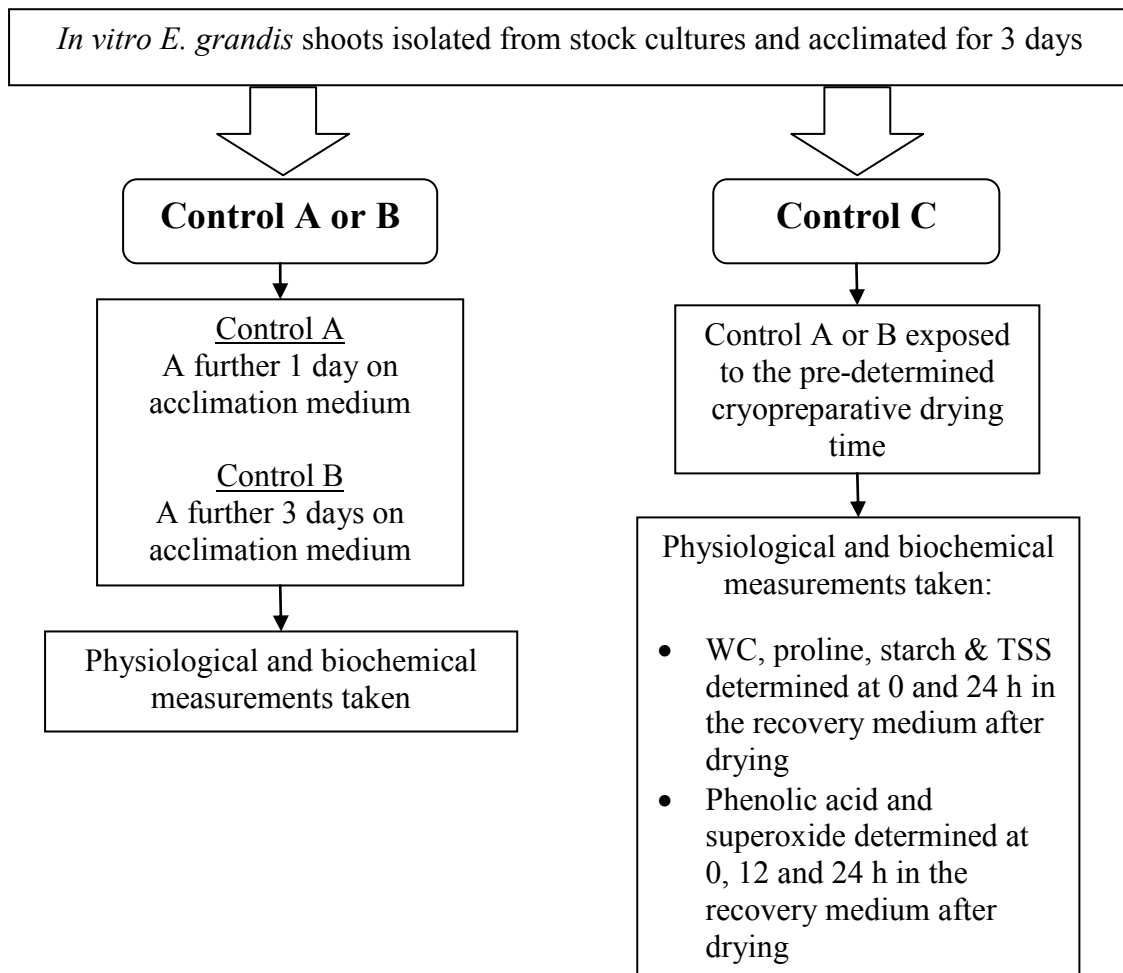 In vitro E. grandis shoots isolated from stock cultures and acclimated for 3 days
Control A or B
Control A
A further 1 day on
acclimation medium
Control B
A further 3 days on
acclimation medium
Physiological and biochemical
measurements taken
Control C
Control A or B exposed
to the pre-determined
cryopreparative drying
time
Physiological and biochemical
measurements taken:
• WC, proline, starch & TSS
determined at 0 and 24 h in
the recovery medium after
drying
• Phenolic acid and
superoxide determined at
0, 12 and 24 h in the
recovery medium after
drying